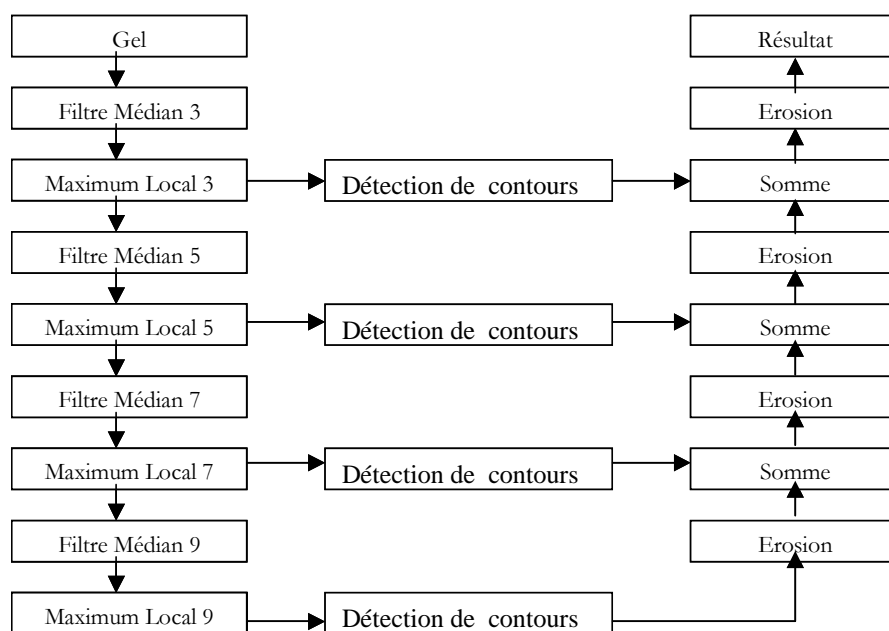 Gel
Résultat
Filtre Médian 3
Erosion
Maximum Local 3
Détection de contours
Somme
Filtre Médian 5
Erosion
Maximum Local 5
Détection de contours
Somme
Filtre Médian 7
Erosion
Maximum Local 7
Détection de contours
Somme
Filtre Médian 9
Erosion
Maximum Local 9
Détection de contours